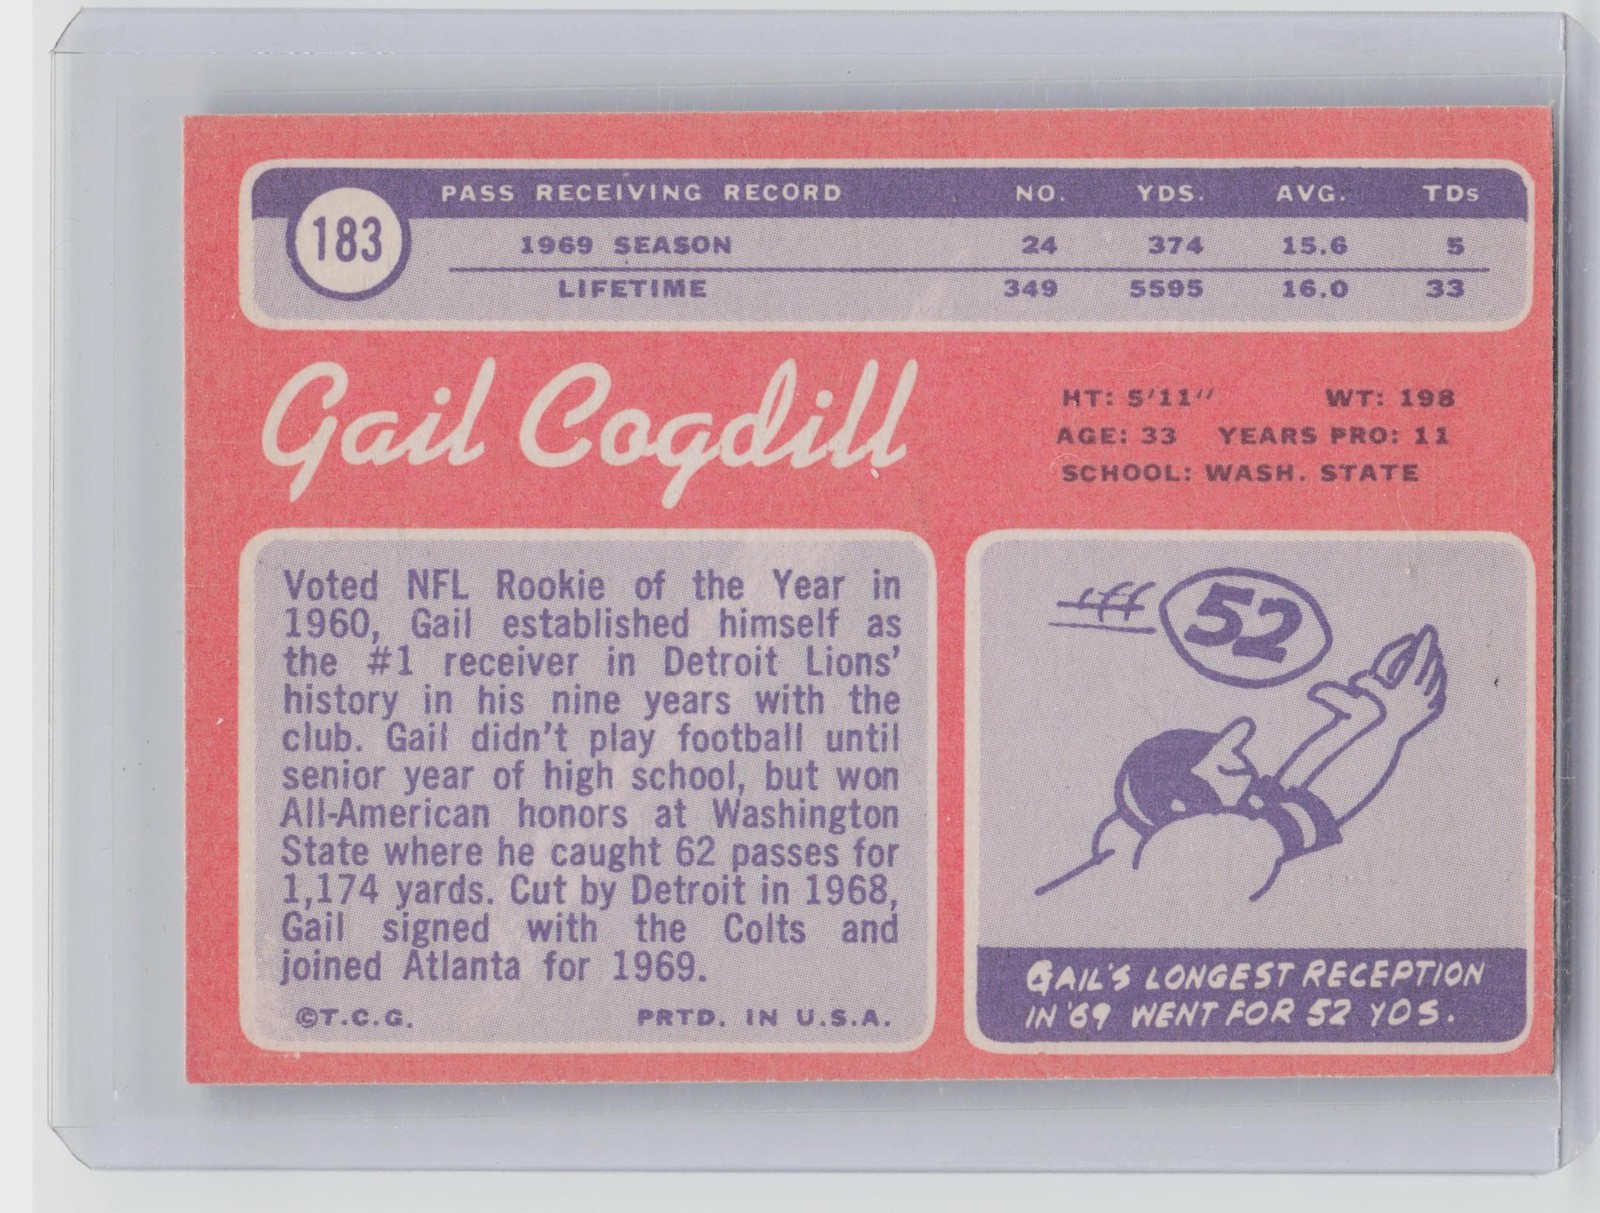 183
PASS RECEIVING RECORD NO. YDS. AVG. TDs
1969 SEASON 24 374 15.6 5
LIFETIME 349 5595 16.0 33
Gail Cogdill
HT: 5'11" WT: 198
AGE: 33 YEARS PRO: 11
SCHOOL: WASH. STATE
Voted NFL Rookie of the Year in
1960, Gail established himself as
the #1 receiver in Detroit Lions'
history in his nine years with the
club. Gail didn't play football until
senior year of high school, but won
All-American honors at Washington
State where he caught 62 passes for
1,174 yards. Cut by Detroit in 1968,
Gail signed with the Colts and
joined Atlanta for 1969.
©T.C.G. PRTD. IN U.S.A.
52
GAIL'S LONGEST RECEPTION
IN '69 WENT FOR 52 YDS.